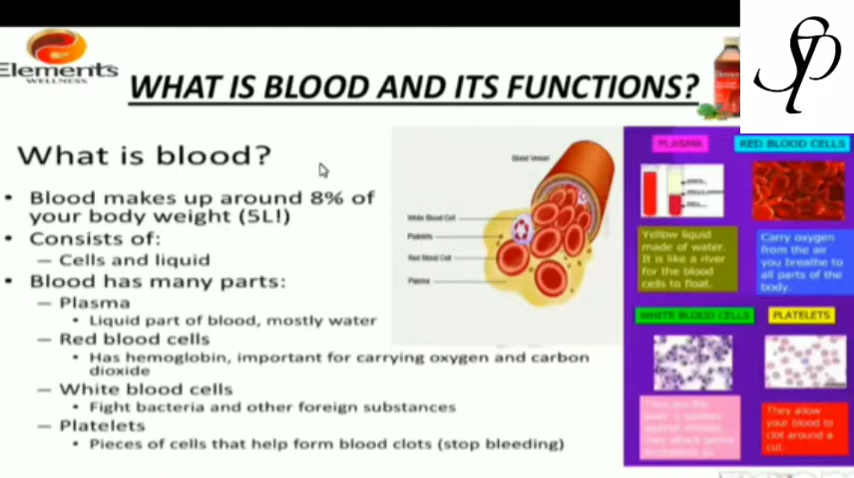 Elements
WELLNESS
WHAT IS BLOOD AND ITS FUNCTIONS?
What is blood?
• Blood makes up around 8% of
your body weight (5L!)
• Consists of:
– Cells and liquid
• Blood has many parts:
– Plasma
• Liquid part of blood, mostly water
– Red blood cells
• Has hemoglobin, important for carrying oxygen and carbon
dioxide
– White blood cells
• Fight bacteria and other foreign substances
– Platelets
• Pieces of cells that help form blood clots (stop bleeding)
Blood Vessel
White Blood Cell
Platelets
Red Blood Cell
Plasma
PLASMA
Yellow liquid
made of water.
It is like a river
for the blood
cells to float.
RED BLOOD CELLS
Carry oxygen
from the air
you breathe to
all parts of the
body.
WHITE BLOOD CELLS
PLATELETS
They allow
your blood to
clot around a
cut.